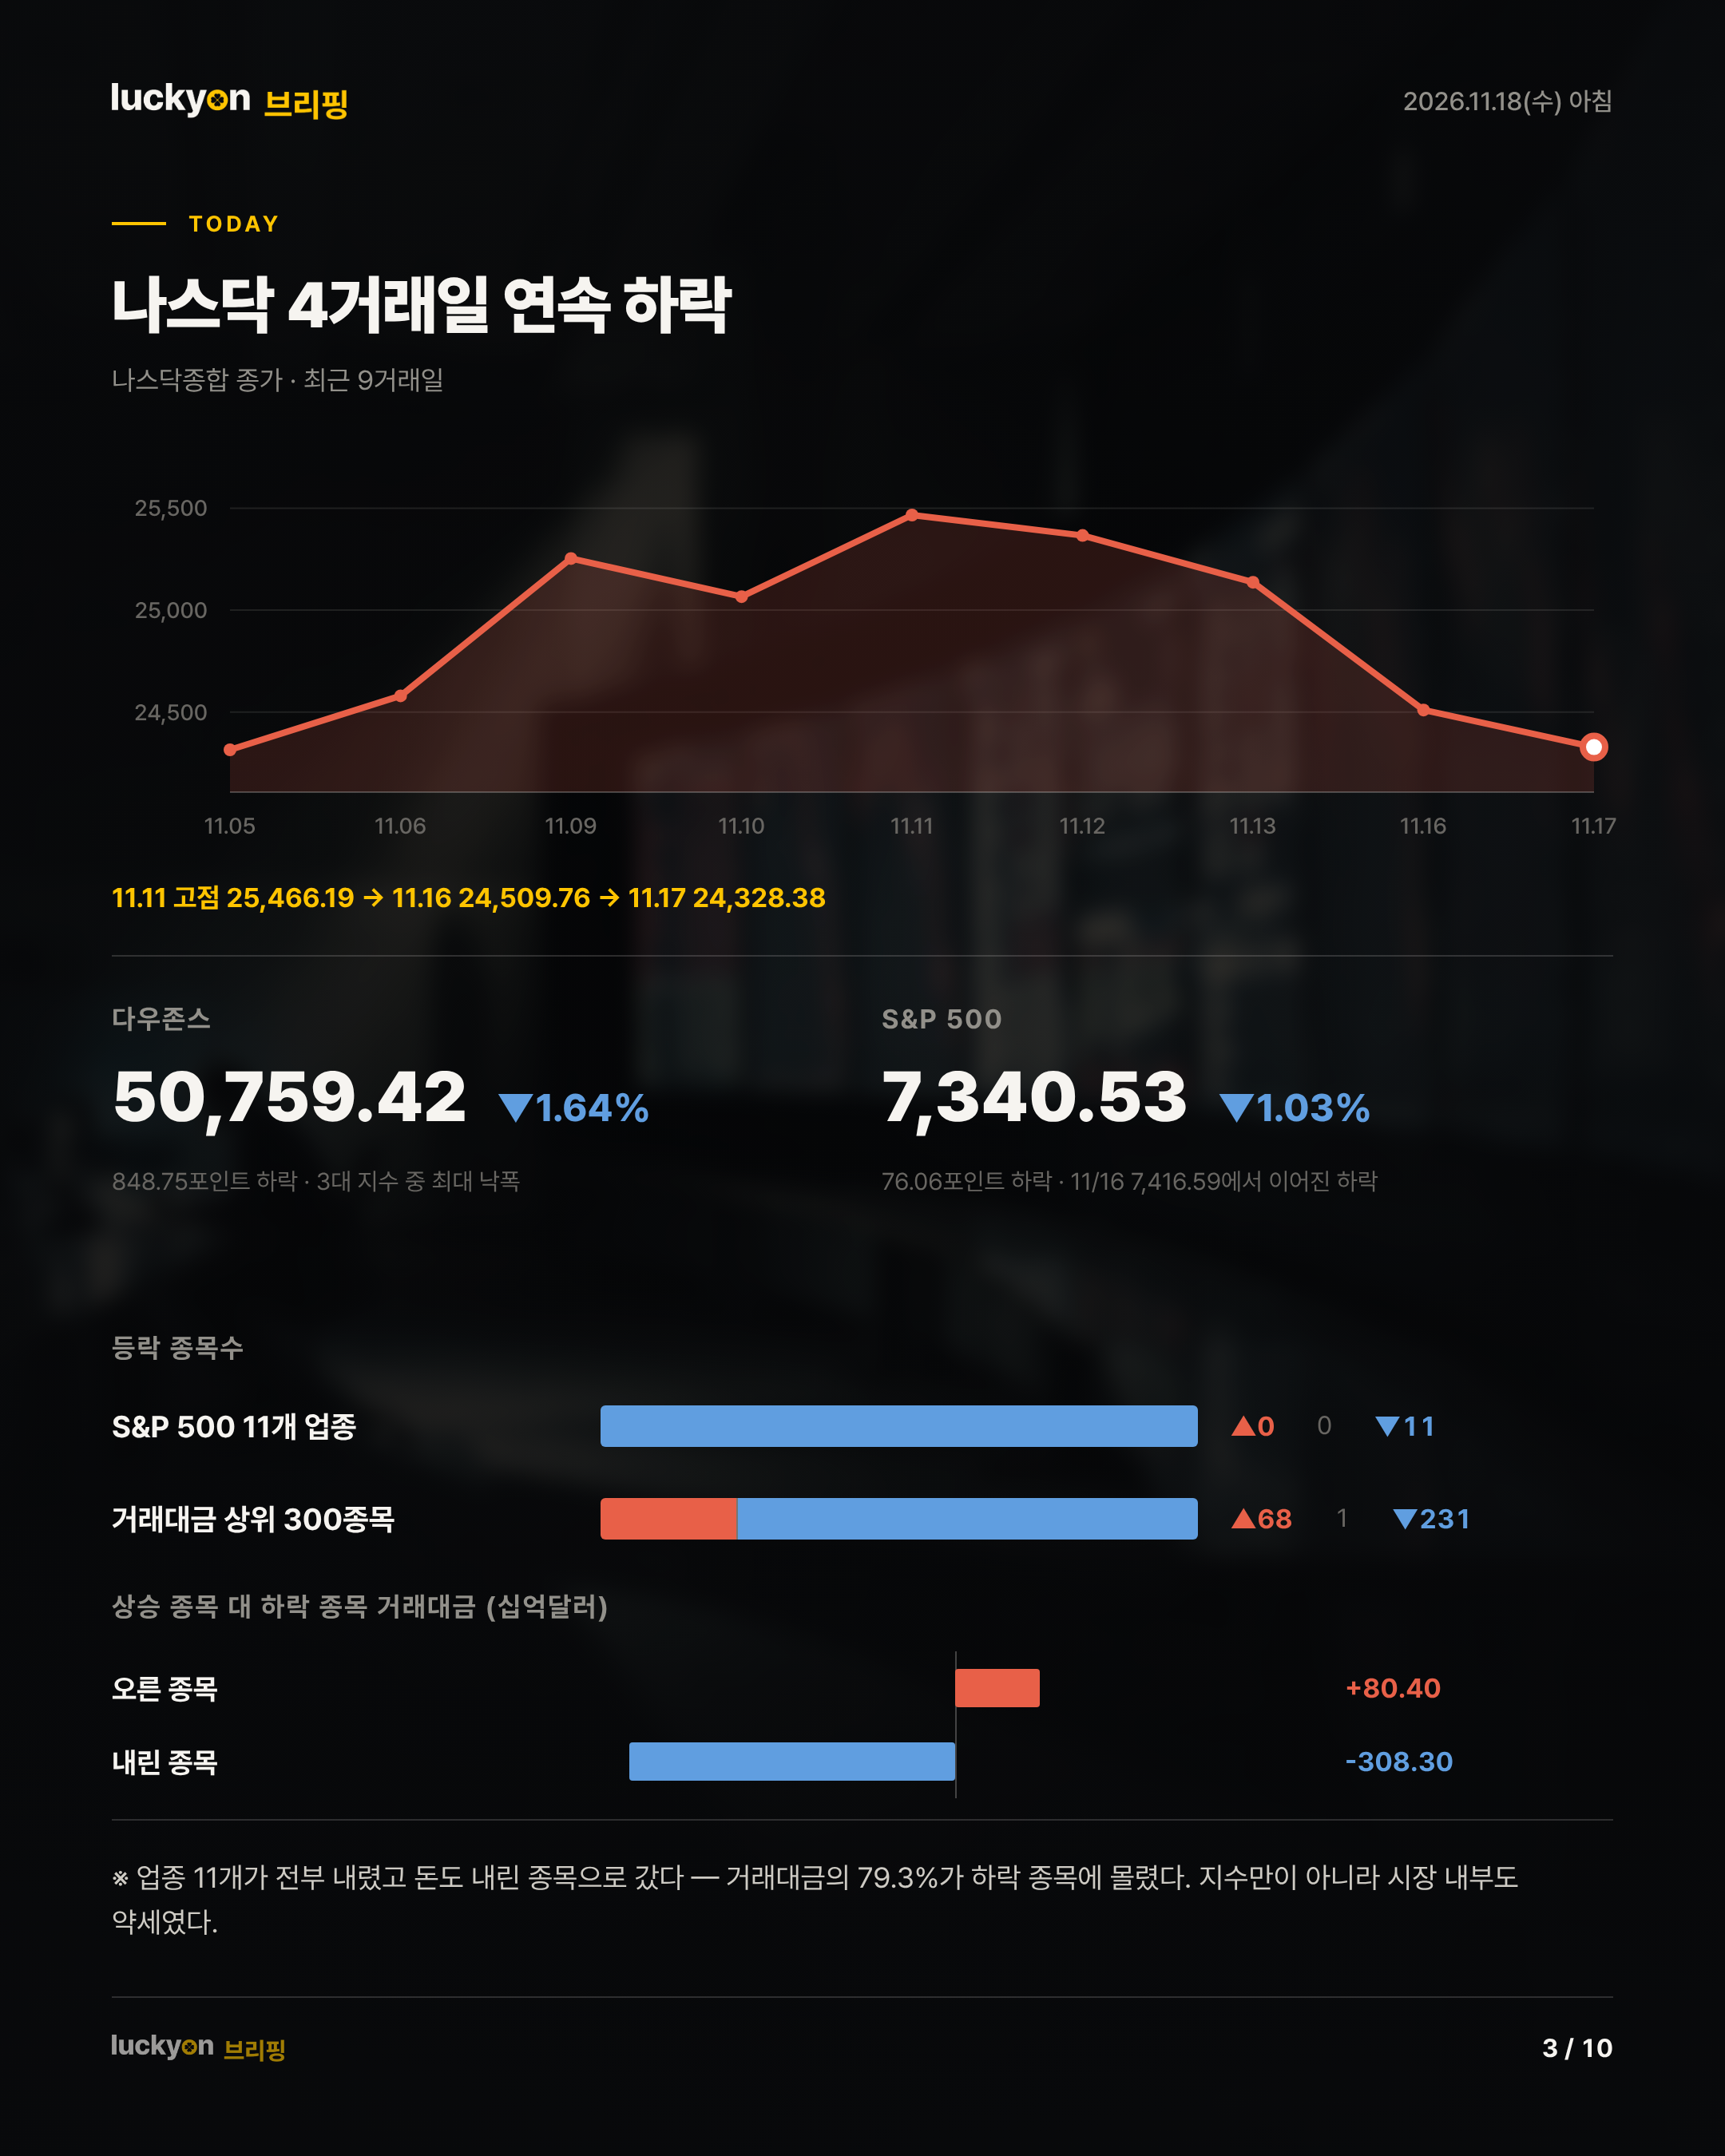 luckyon 브리핑
2026.11.18(수) 아침
TODAY
나스닥 4거래일 연속 하락
나스닥종합 종가 · 최근 9거래일
25,500
25,000
24,500
11.05 11.06 11.09 11.10 11.11 11.12 11.13 11.16 11.17
11.11 고점 25,466.19 → 11.16 24,509.76 → 11.17 24,328.38
다우존스
50,759.42 ▼1.64%
848.75포인트 하락 · 3대 지수 중 최대 낙폭
S&P 500
7,340.53 ▼1.03%
76.06포인트 하락 · 11/16 7,416.59에서 이어진 하락
등락 종목수
S&P 500 11개 업종 ▲0 0 ▼11
거래대금 상위 300종목 ▲68 1 ▼231
상승 종목 대 하락 종목 거래대금 (십억달러)
오른 종목 +80.40
내린 종목 -308.30
※ 업종 11개가 전부 내렸고 돈도 내린 종목으로 갔다 — 거래대금의 79.3%가 하락 종목에 몰렸다. 지수만이 아니라 시장 내부도
약세였다.
luckyon 브리핑
3 / 10